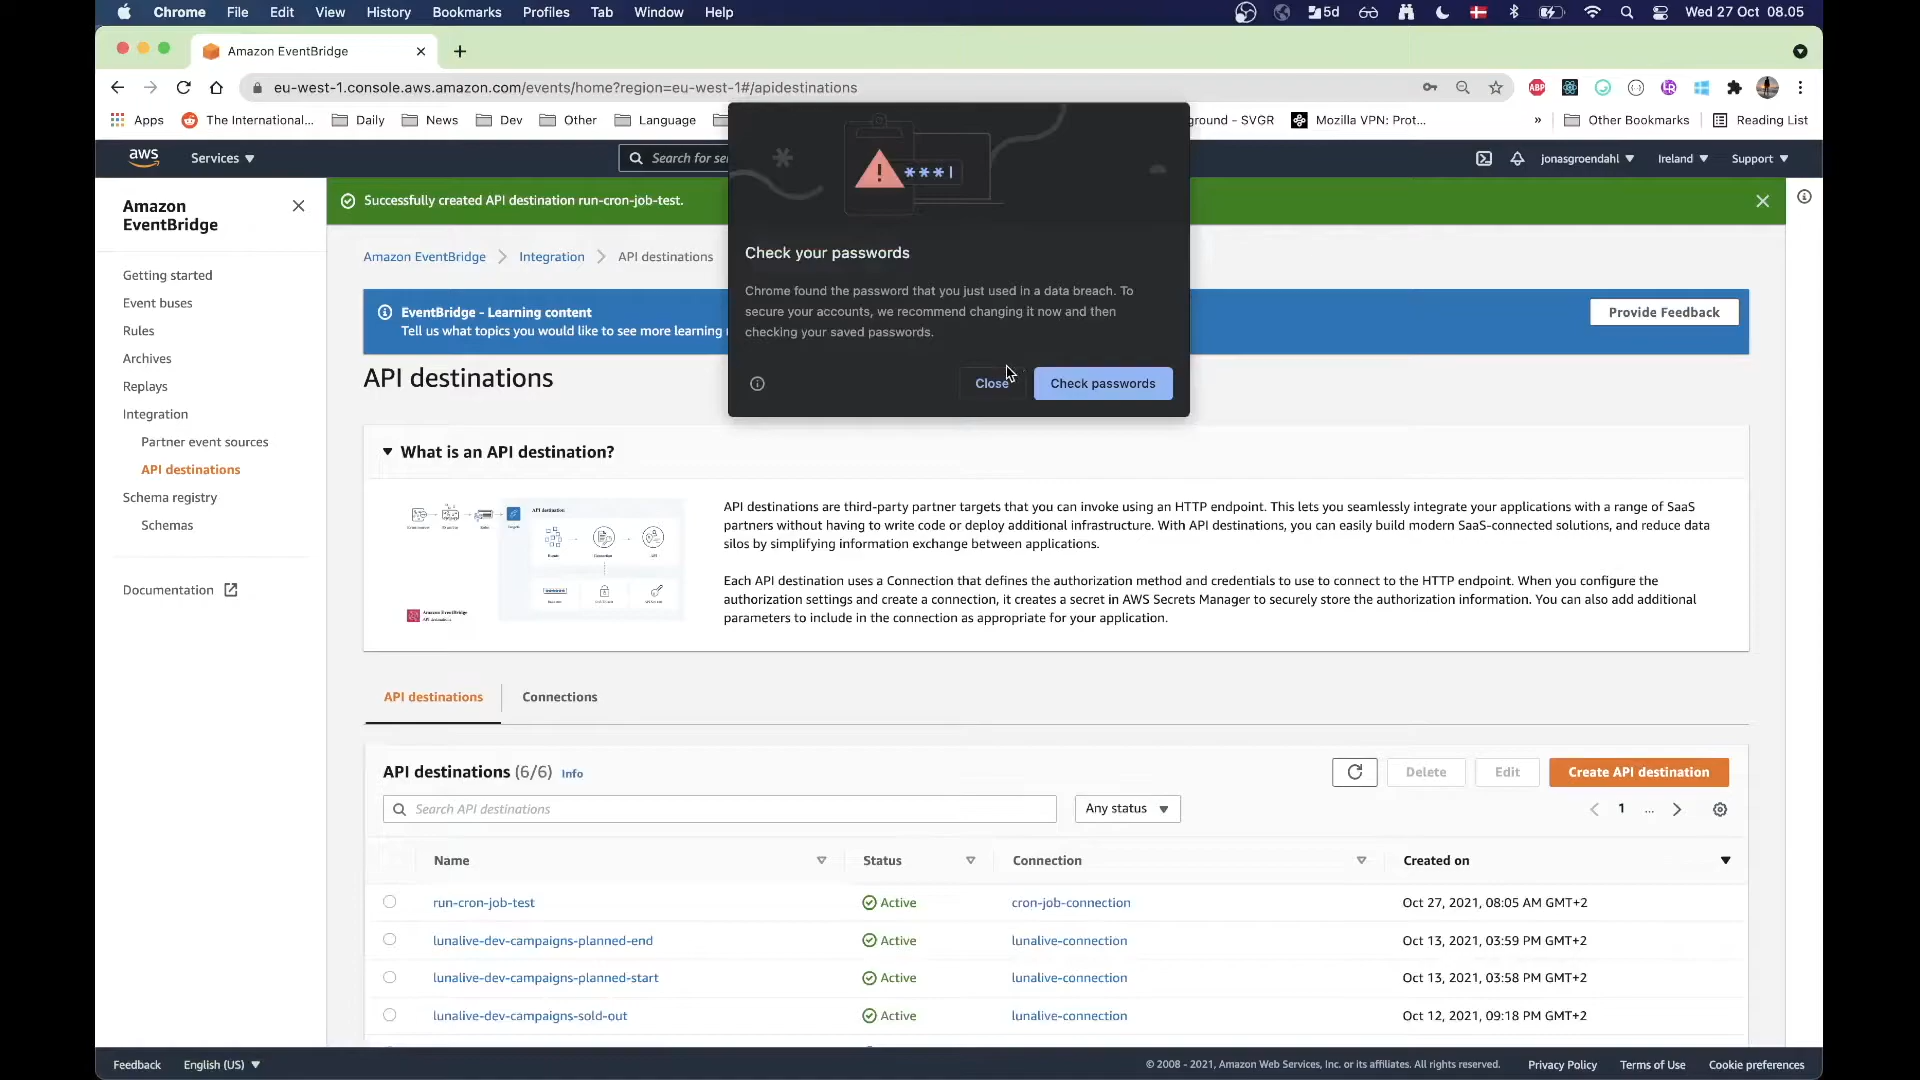 Chrome File Edit View History Bookmarks Profiles Tab Window Help
5d Wed 27 Oct 08.05
Amazon EventBridge
eu-west-1.console.aws.amazon.com/events/home?region=eu-west-1#/apidestinations
ABP
Apps The International... Daily News Dev Other Language ground - SVGR Mozilla VPN: Prot... » Other Bookmarks Reading List
aws Services Search for se jonasgroendahl Ireland Support
Amazon
EventBridge
Getting started
Event buses
Rules
Archives
Replays
Integration
Partner event sources
API destinations
Schema registry
Schemas
Documentation
Successfully created API destination run-cron-job-test.
Amazon EventBridge Integration API destinations
EventBridge - Learning content
Tell us what topics you would like to see more learning
Provide Feedback
***|
Check your passwords
Chrome found the password that you just used in a data breach. To
secure your accounts, we recommend changing it now and then
checking your saved passwords.
Close Check passwords
API destinations
What is an API destination?
API destination
Amazon EventBridge
API destinations
API destinations are third-party partner targets that you can invoke using an HTTP endpoint. This lets you seamlessly integrate your applications with a range of SaaS
partners without having to write code or deploy additional infrastructure. With API destinations, you can easily build modern SaaS-connected solutions, and reduce data
silos by simplifying information exchange between applications.
Each API destination uses a Connection that defines the authorization method and credentials to use to connect to the HTTP endpoint. When you configure the
authorization settings and create a connection, it creates a secret in AWS Secrets Manager to securely store the authorization information. You can also add additional
parameters to include in the connection as appropriate for your application.
API destinations Connections
API destinations (6/6) Info
Delete Edit Create API destination
Search API destinations Any status 1 ...
Name Status Connection Created on
run-cron-job-test Active cron-job-connection Oct 27, 2021, 08:05 AM GMT+2
lunalive-dev-campaigns-planned-end Active lunalive-connection Oct 13, 2021, 03:59 PM GMT+2
lunalive-dev-campaigns-planned-start Active lunalive-connection Oct 13, 2021, 03:58 PM GMT+2
lunalive-dev-campaigns-sold-out Active lunalive-connection Oct 12, 2021, 09:18 PM GMT+2
Feedback English (US) © 2008 - 2021, Amazon Web Services, Inc. or its affiliates. All rights reserved. Privacy Policy Terms of Use Cookie preferences